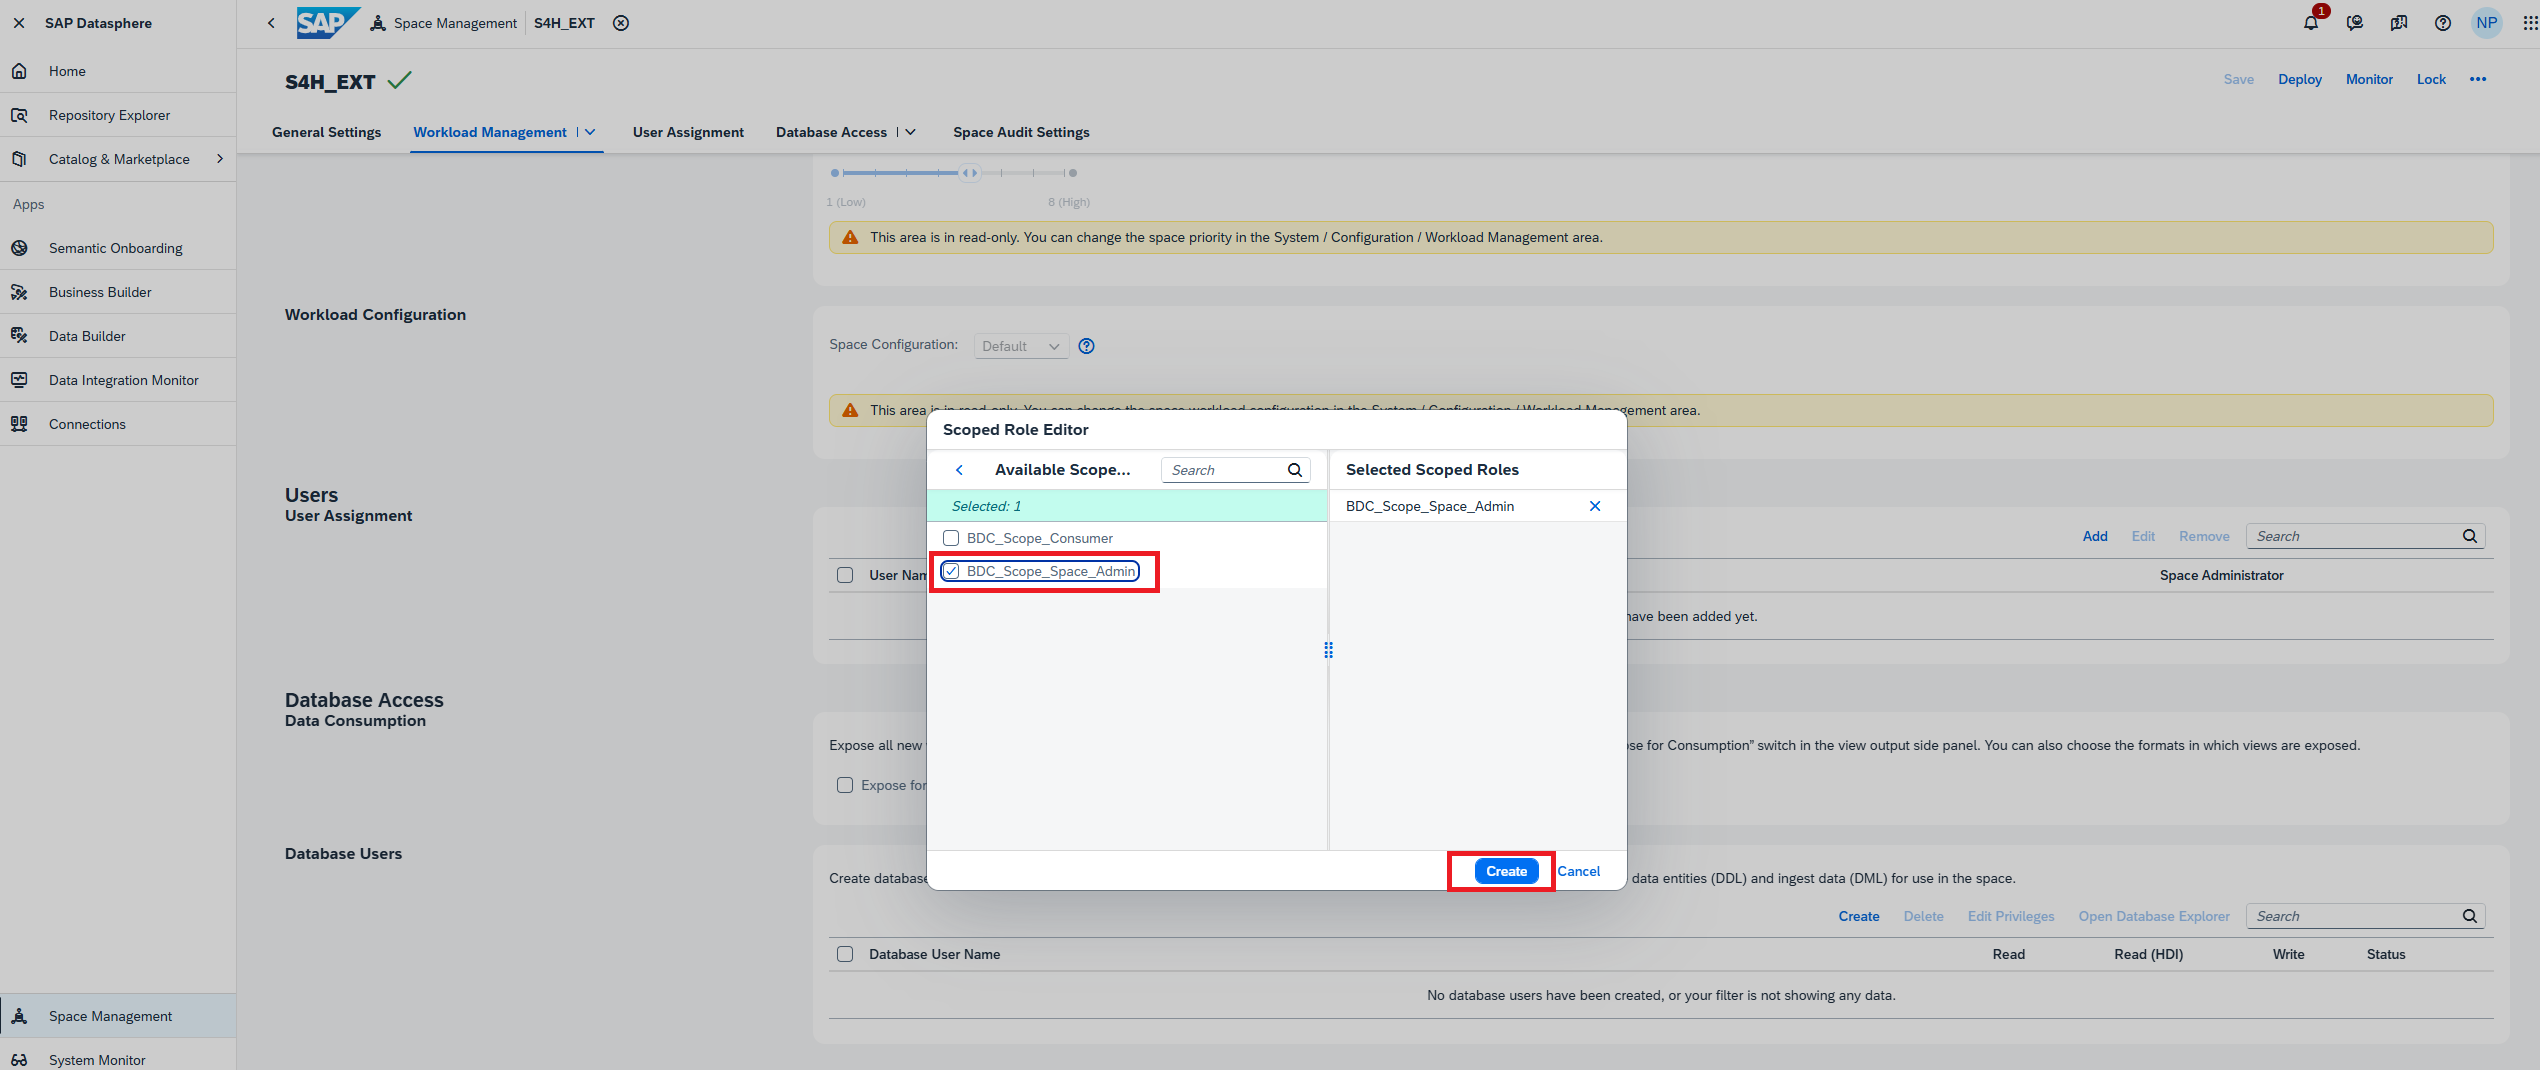 SAP Datasphere
Home
Repository Explorer
Catalog & Marketplace
Apps
Semantic Onboarding
Business Builder
Data Builder
Data Integration Monitor
Connections
Space Management
System Monitor
SAP Space Management S4H_EXT
1
NP
S4H_EXT
Save Deploy Monitor Lock
General Settings Workload Management User Assignment Database Access Space Audit Settings
1 (Low) 8 (High)
This area is in read-only. You can change the space priority in the System / Configuration / Workload Management area.
Workload Configuration
Space Configuration: Default
This area is in read-only. You can change the space workload configuration in the System / Configuration / Workload Management area.
Scoped Role Editor
Available Scope... Search Selected Scoped Roles
Selected: 1 BDC_Scope_Space_Admin
BDC_Scope_Consumer
BDC_Scope_Space_Admin
Create Cancel
Users
User Assignment
Add Edit Remove Search
User Nam Space Administrator
have been added yet.
Database Access
Data Consumption
Expose all new se for Consumption" switch in the view output side panel. You can also choose the formats in which views are exposed.
Expose for
Database Users
Create database data entities (DDL) and ingest data (DML) for use in the space.
Create Delete Edit Privileges Open Database Explorer Search
Database User Name Read Read (HDI) Write Status
No database users have been created, or your filter is not showing any data.